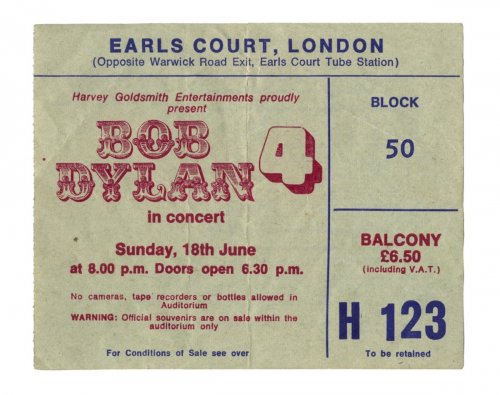 EARLS COURT, LONDON
(Opposite Warwick Road Exit, Earls Court Tube Station)
Harvey Goldsmith Entertainments proudly
present
BOB
DYLAN 4
in concert
Sunday, 18th June
at 8.00 p.m. Doors open 6.30 p.m.
No cameras, tape recorders or bottles allowed in
Auditorium
WARNING: Official souvenirs are on sale within the
auditorium only
For Conditions of Sale see over
BLOCK
50
BALCONY
£6.50
(including V.A.T.)
H 123
To be retained